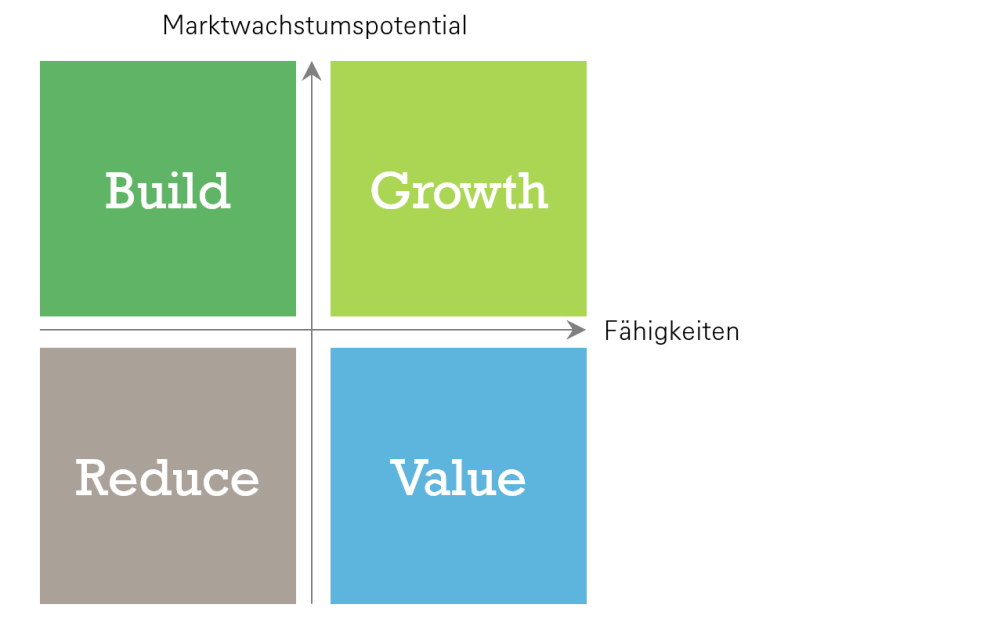 Marktwachstumspotential
Build
Growth
Fähigkeiten
Reduce
Value